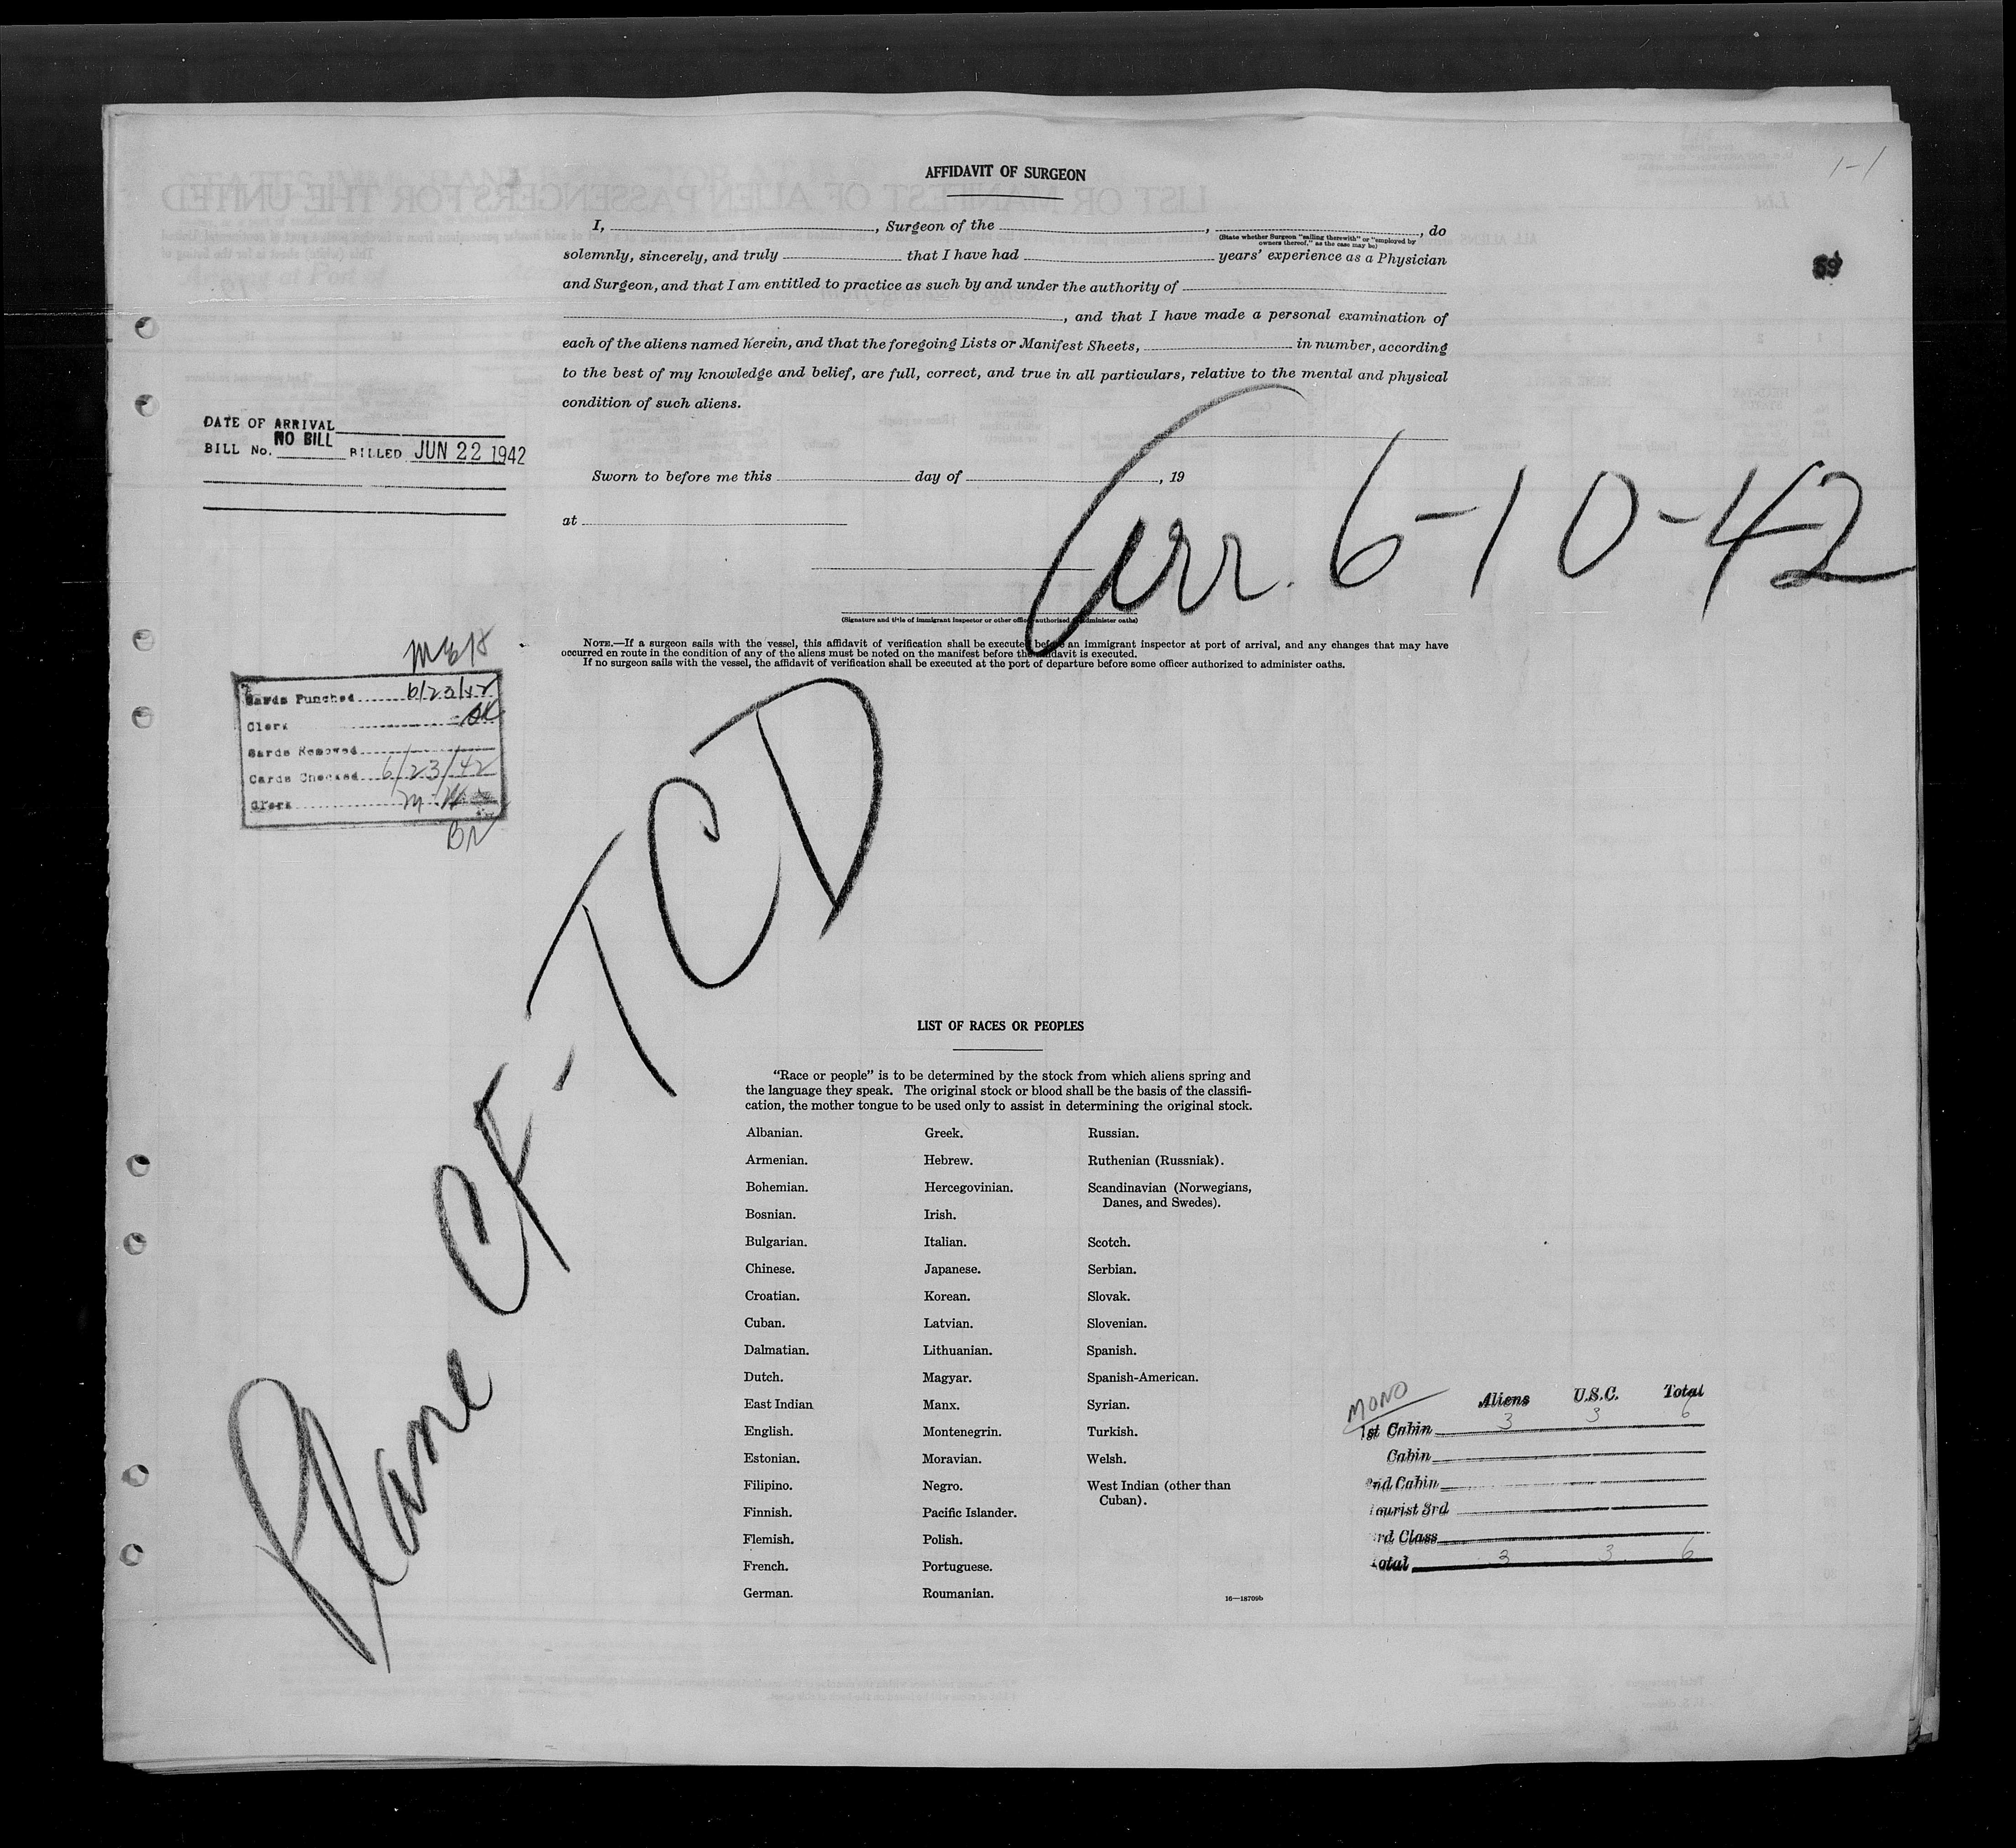 1-1
59
AFFIDAVIT OF SURGEON
I, , Surgeon of the , , do
(State whether Surgeon "sailing therewith" or "employed by
owners thereof," as the case may be)
solemnly, sincerely, and truly that I have had years' experience as a Physician
and Surgeon, and that I am entitled to practice as such by and under the authority of
, and that I have made a personal examination of
each of the aliens named herein, and that the foregoing Lists or Manifest Sheets, in number, according
to the best of my knowledge and belief, are full, correct, and true in all particulars, relative to the mental and physical
condition of such aliens.
DATE OF ARRIVAL
BILL No. NO BILL BILLED JUN 22 1942
Sworn to before me this day of , 19
at
Arr. 6-10-42
(Signature and title of immigrant inspector or other officer authorized to administer oaths)
NOTE.—If a surgeon sails with the vessel, this affidavit of verification shall be executed before an immigrant inspector at port of arrival, and any changes that may have
occurred en route in the condition of any of the aliens must be noted on the manifest before the affidavit is executed.
If no surgeon sails with the vessel, the affidavit of verification shall be executed at the port of departure before some officer authorized to administer oaths.
Cards Punched 6/23/42
Clerk
Cards Removed
Cards Checked 6/23/42
Clerk
Plane CF-TCD
LIST OF RACES OR PEOPLES
"Race or people" is to be determined by the stock from which aliens spring and
the language they speak. The original stock or blood shall be the basis of the classifi-
cation, the mother tongue to be used only to assist in determining the original stock.
Albanian. Greek. Russian.
Armenian. Hebrew. Ruthenian (Russniak).
Bohemian. Hercegovinian. Scandinavian (Norwegians,
Danes, and Swedes).
Bosnian. Irish.
Bulgarian. Italian. Scotch.
Chinese. Japanese. Serbian.
Croatian. Korean. Slovak.
Cuban. Latvian. Slovenian.
Dalmatian. Lithuanian. Spanish.
Dutch. Magyar. Spanish-American.
East Indian Manx. Syrian.
English. Montenegrin. Turkish.
Estonian. Moravian. Welsh.
Filipino. Negro. West Indian (other than
Cuban).
Finnish. Pacific Islander.
Flemish. Polish.
French. Portuguese.
German. Roumanian.
16—18709b
MONO
Aliens U.S.C. Total
1st Cabin 3 3 6
Cabin
2nd Cabin
Tourist 3rd
3rd Class
Total 3 3 6